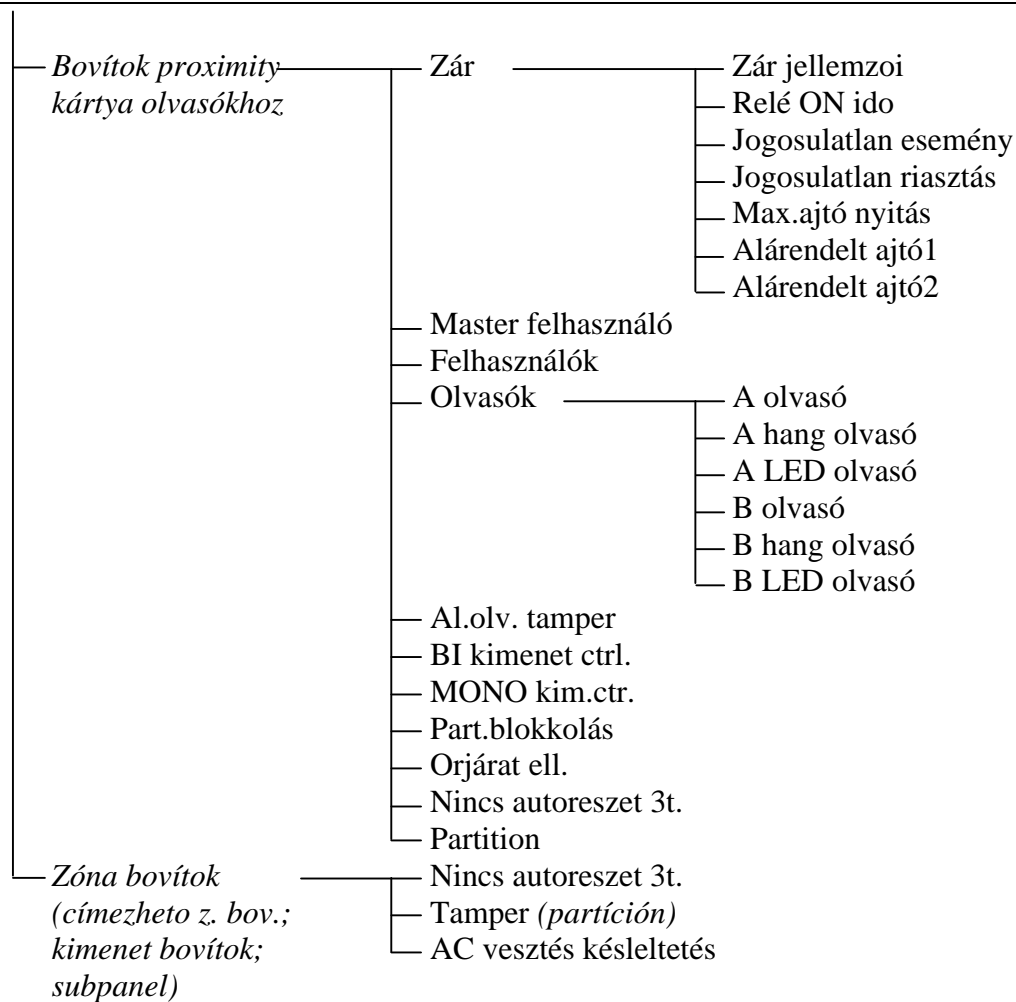 Bovítok proximity
kártya olvasókhoz
Zár
Zár jellemzoi
Relé ON ido
Jogosulatlan esemény
Jogosulatlan riasztás
Max.ajtó nyitás
Alárendelt ajtó1
Alárendelt ajtó2
Master felhasználó
Felhasználók
Olvasók
A olvasó
A hang olvasó
A LED olvasó
B olvasó
B hang olvasó
B LED olvasó
Al.olv. tamper
BI kimenet ctrl.
MONO kim.ctr.
Part.blokkolás
Orjárat ell.
Nincs autoreszet 3t.
Partition
Zóna bovítok
(címezheto z. bov.;
kimenet bovítok;
subpanel)
Nincs autoreszet 3t.
Tamper (partíción)
AC vesztés késleltetés